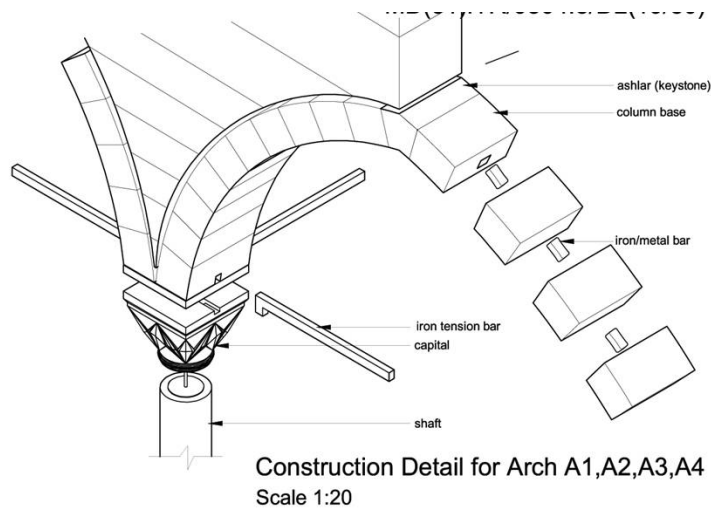 ashlar (keystone)
column base
iron/metal bar
iron tension bar
capital
shaft
Construction Detail for Arch A1,A2,A3,A4
Scale 1:20